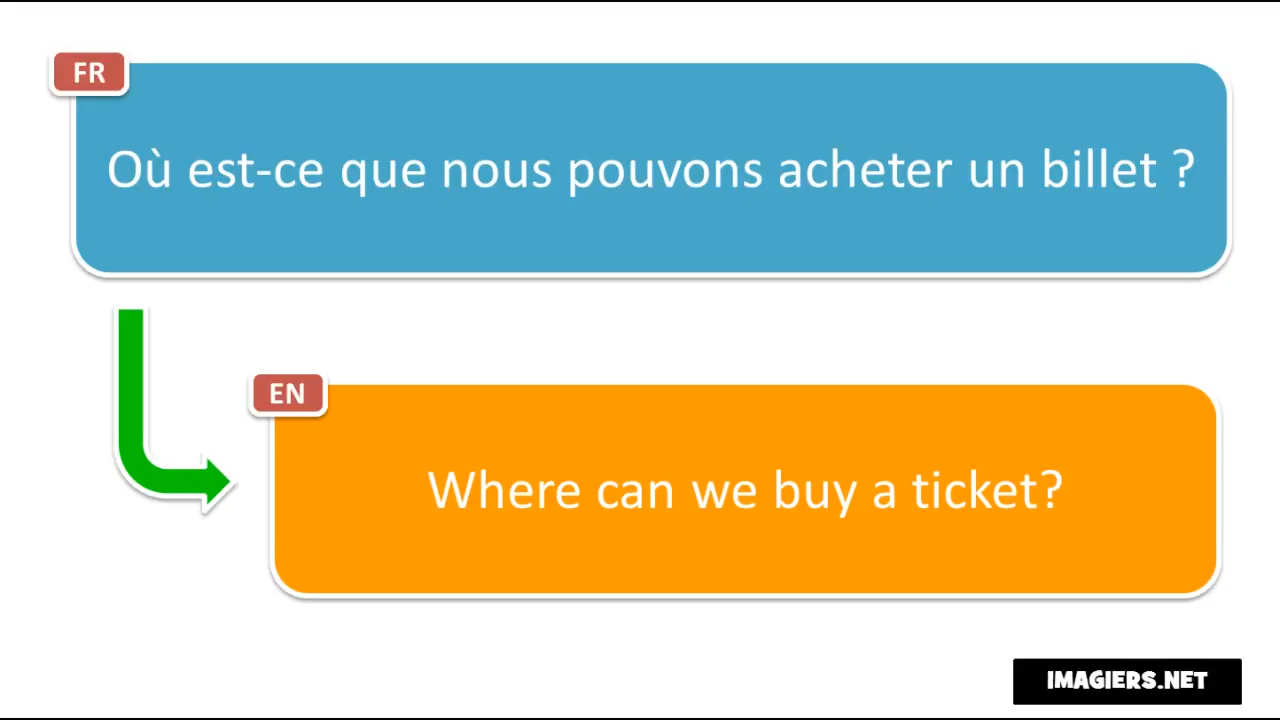 FR
Où est-ce que nous pouvons acheter un billet ?
EN
Where can we buy a ticket?
IMAGIERS.NET